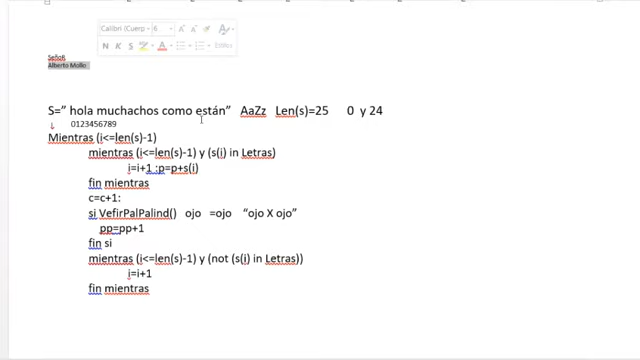 Calibri (Cuerp 6
N K S A Estilos
SeñoR
Alberto Mollo
S=” hola muchachos como están” AaZz Len(s)=25 0 y 24
0123456789
Mientras (i<=len(s)-1)
mientras (i<=len(s)-1) y (s(i) in Letras)
i=i+1 :p=p+s(i)
fin mientras
c=c+1:
si VefirPalPalind() ojo =ojo “ojo X ojo”
pp=pp+1
fin si
mientras (i<=len(s)-1) y (not (s(i) in Letras))
i=i+1
fin mientras